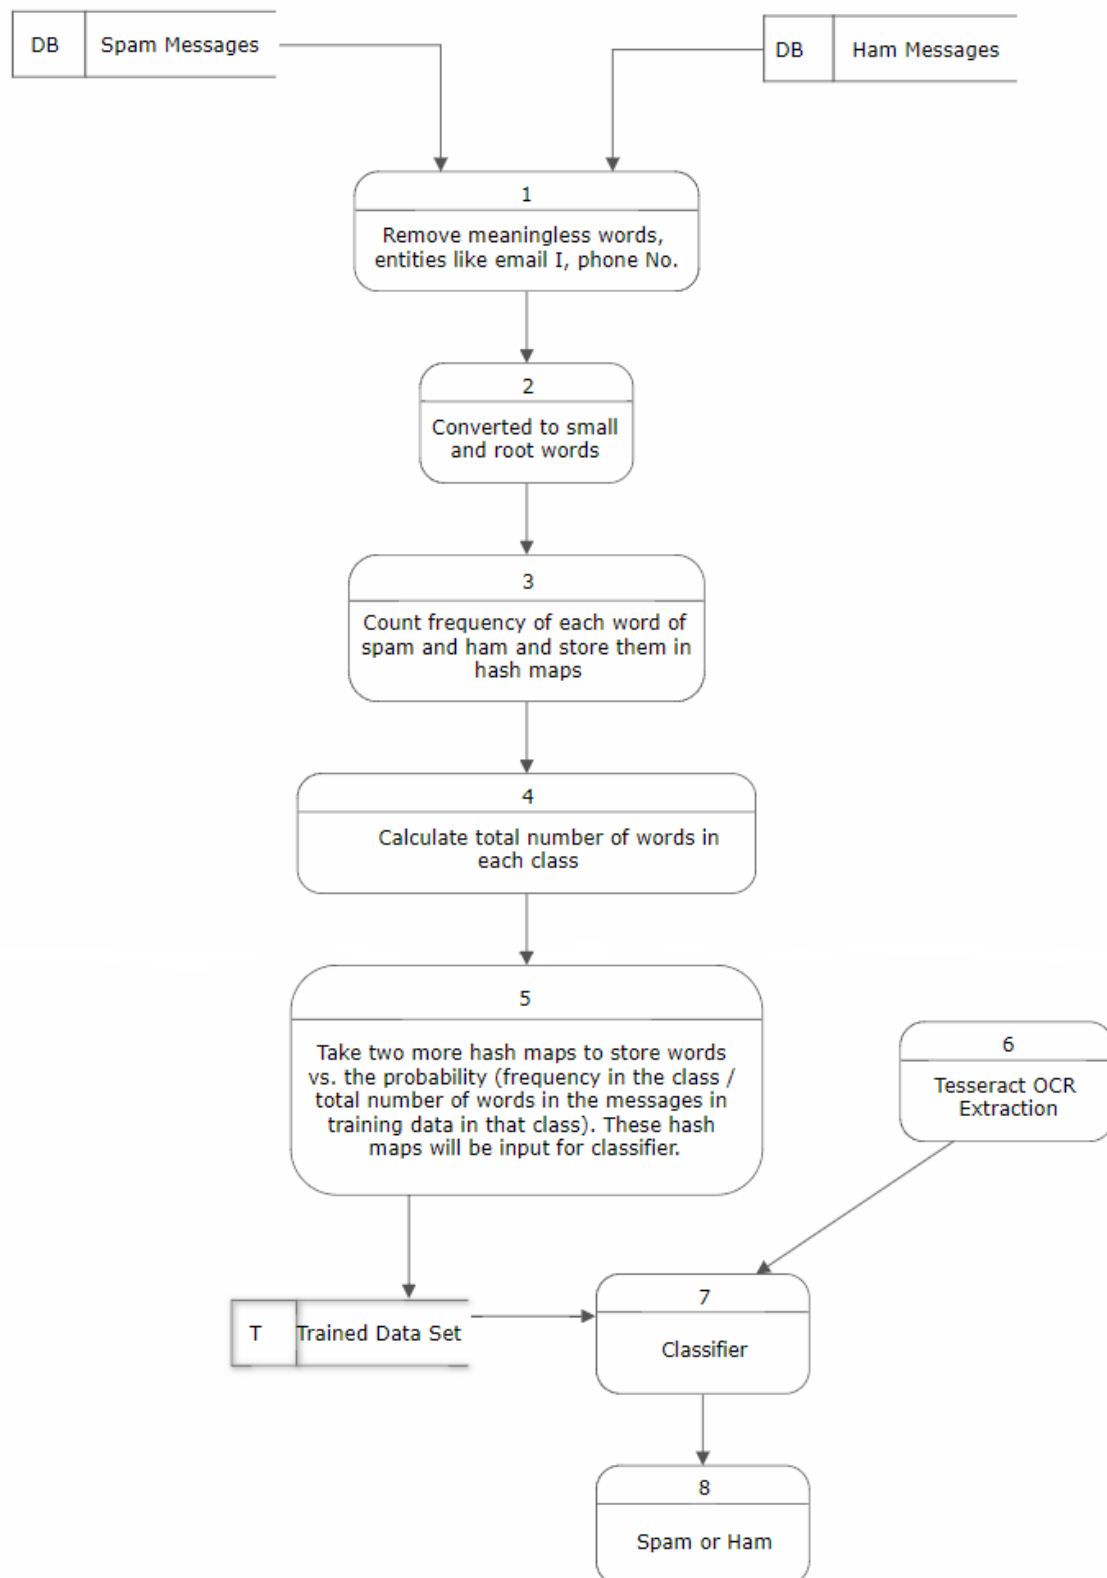 DB
Spam Messages
DB
Ham Messages
1
Remove meaningless words,
entities like email I, phone No.
2
Converted to small
and root words
3
Count frequency of each word of
spam and ham and store them in
hash maps
4
Calculate total number of words in
each class
5
Take two more hash maps to store words
vs. the probability (frequency in the class /
total number of words in the messages in
training data in that class). These hash
maps will be input for classifier.
6
Tesseract OCR
Extraction
T
Trained Data Set
7
Classifier
8
Spam or Ham